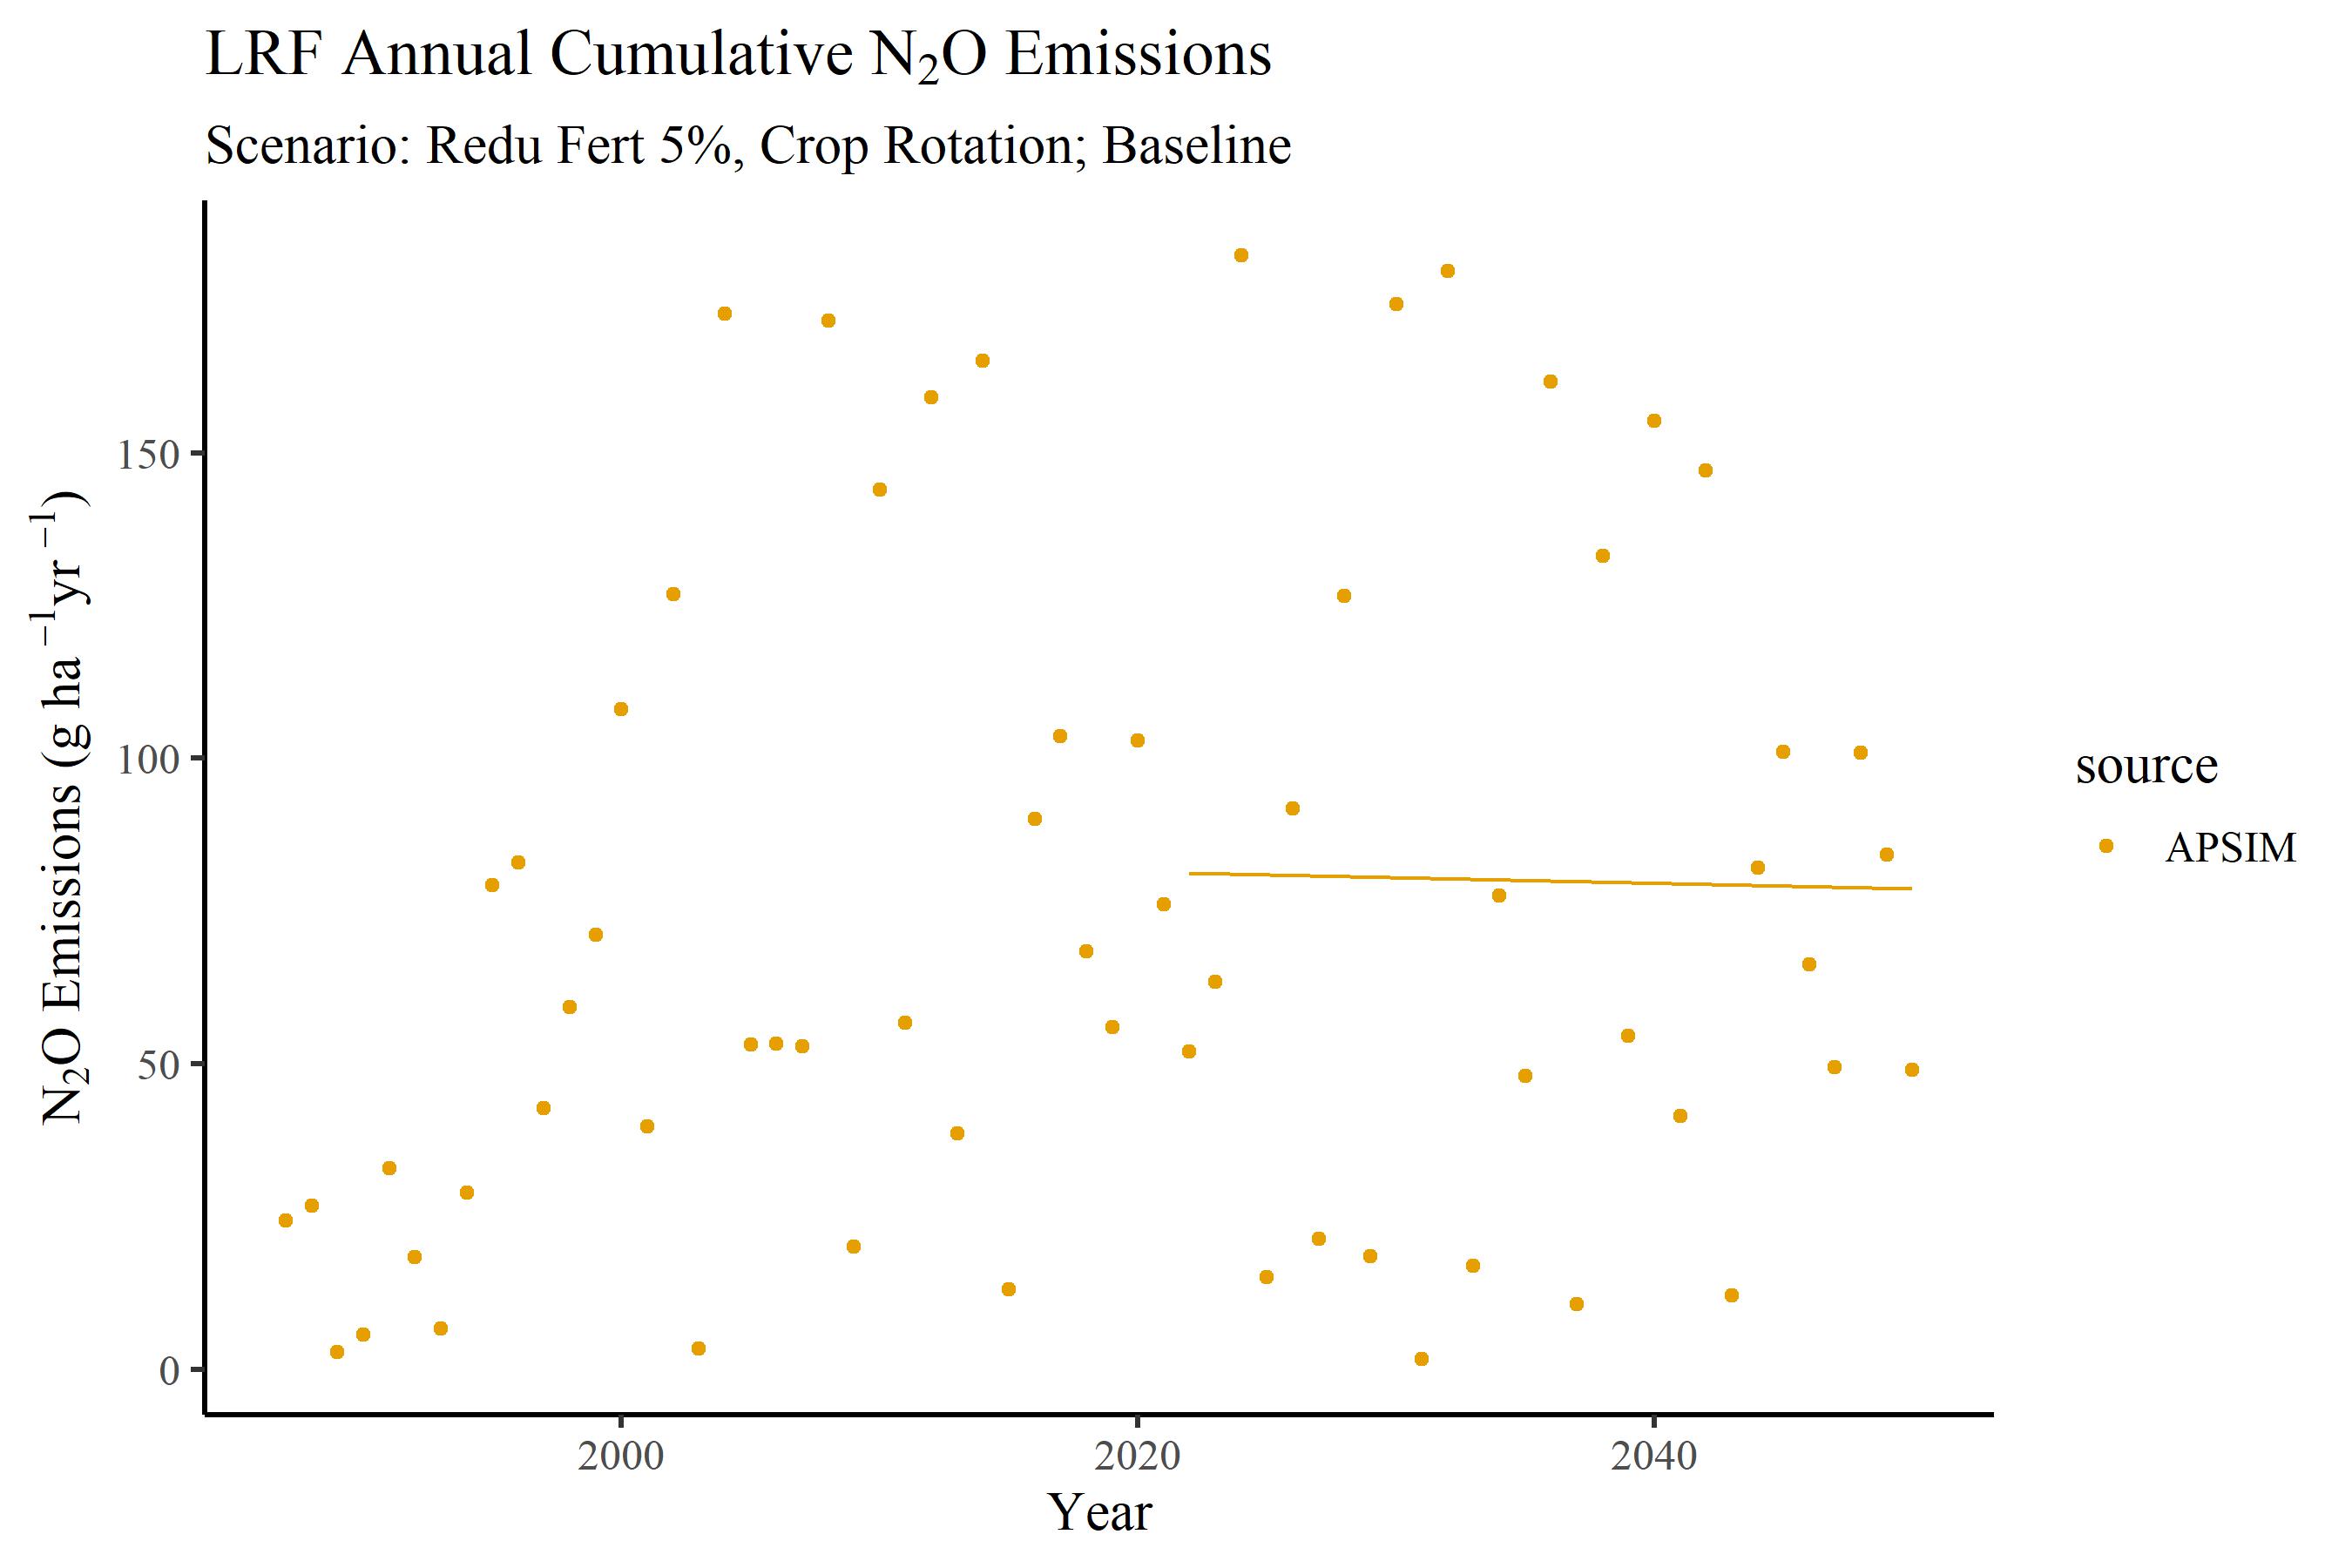 LRF Annual Cumulative N₂O Emissions
Scenario: Redu Fert 5%, Crop Rotation; Baseline
N₂O Emissions (g ha⁻¹yr⁻¹)
150
100
50
0
2000 2020 2040
Year
source
APSIM